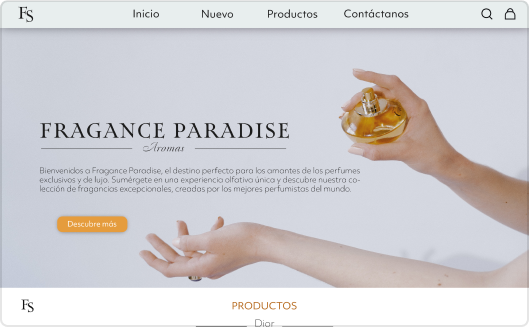 FS
Inicio Nuevo Productos Contáctanos
FRAGANCE PARADISE
Aromas
Bienvenidos a Fragance Paradise, el destino perfecto para los amantes de los perfumes
exclusivos y de lujo. Sumérgete en una experiencia olfativa única y descubre nuestra co-
lección de fragancias excepcionales, creadas por los mejores perfumistas del mundo.
Descubre más
FS
PRODUCTOS
Dior